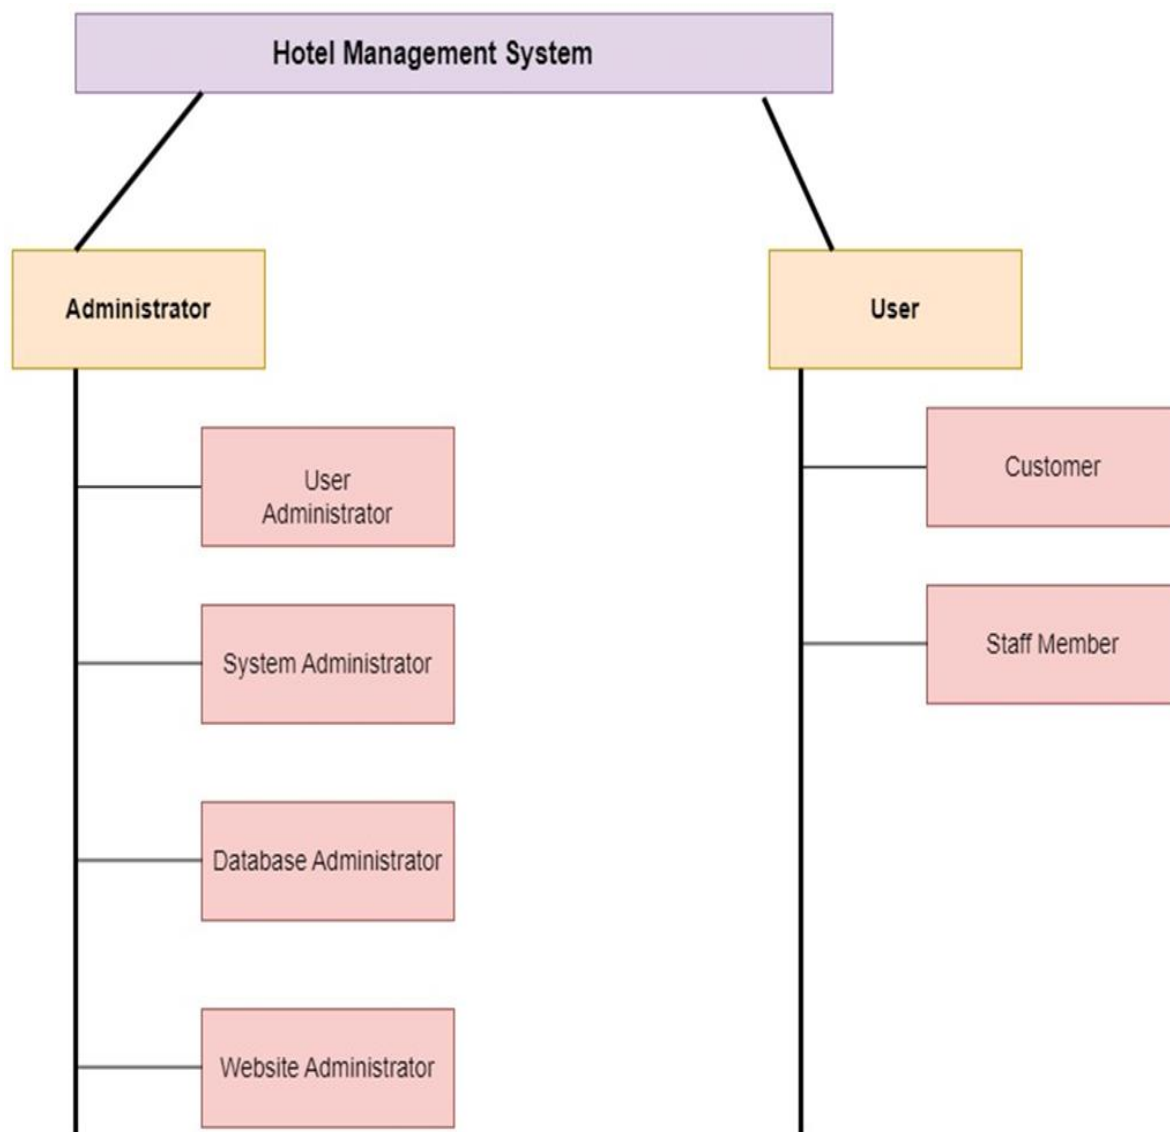 Hotel Management System
Administrator
User
User
Administrator
System Administrator
Database Administrator
Website Administrator
Customer
Staff Member